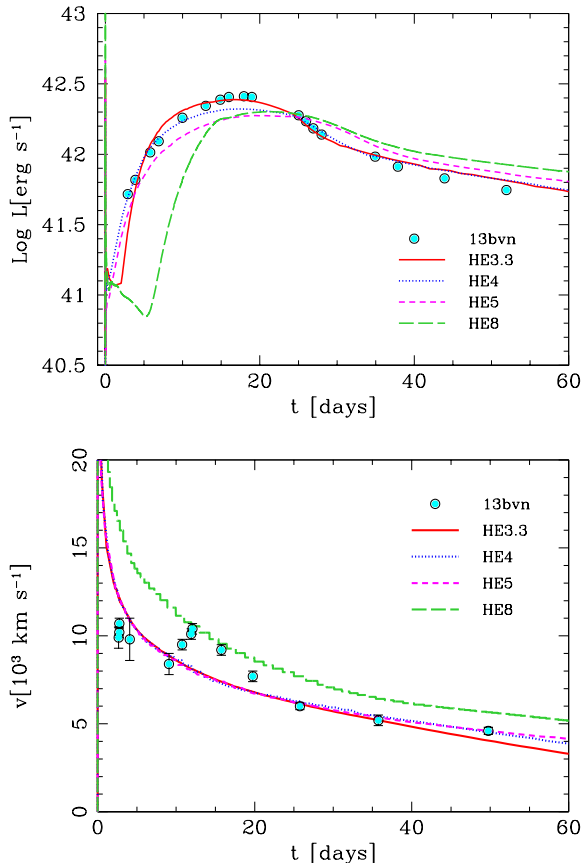 43
42.5
42
41.5
41
40.5
Log L[erg s⁻¹]
13bvn
HE3.3
HE4
HE5
HE8
0 20 40 60
t [days]
20
15
10
5
0
v[10³ km s⁻¹]
13bvn
HE3.3
HE4
HE5
HE8
0 20 40 60
t [days]